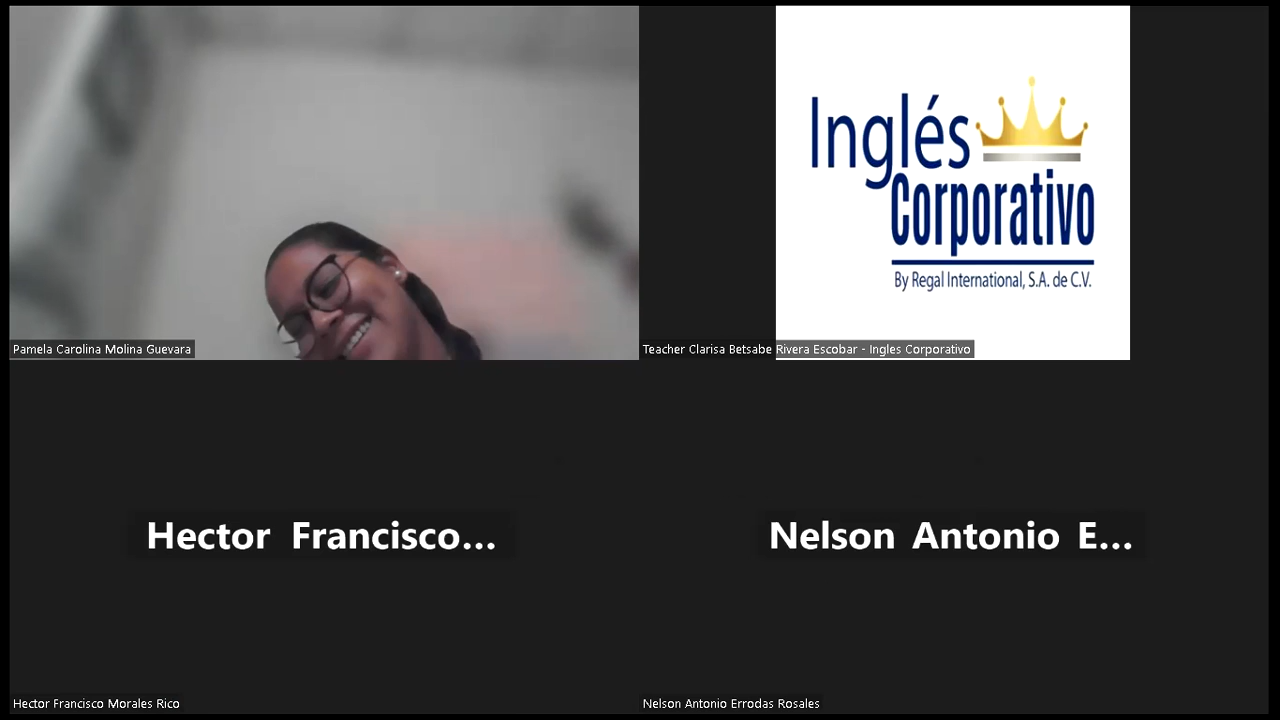 Inglés
Corporativo
By Regal International, S.A. de C.V.
Pamela Carolina Molina Guevara
Teacher Clarisa Betsabe Rivera Escobar - Ingles Corporativo
Hector Francisco...
Nelson Antonio E...
Hector Francisco Morales Rico
Nelson Antonio Errodas Rosales